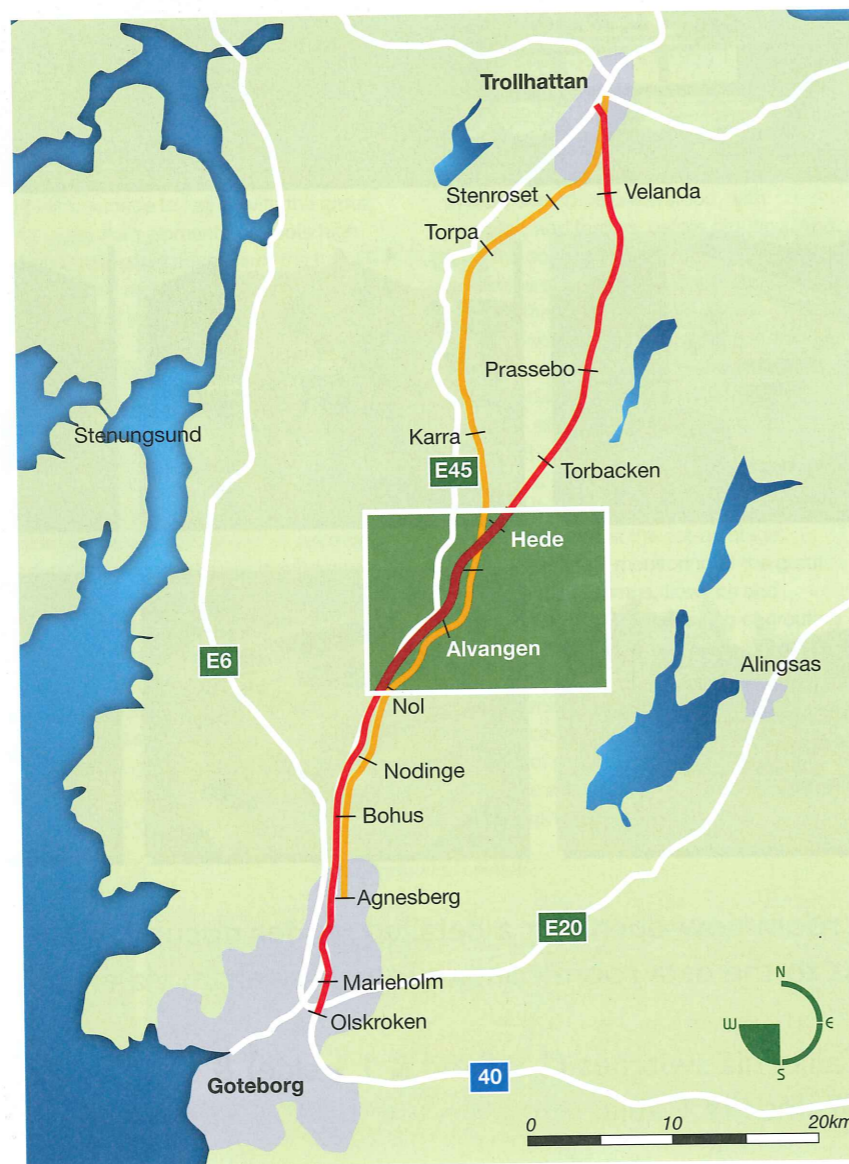 Trollhattan
Stenroset
Velanda
Torpa
Prassebo
Stenungsund
Karra
E45
Torbacken
Hede
Alvangen
E6
Alingsas
Nol
Nodinge
Bohus
Agnesberg
E20
Marieholm
Olskroken
N
W
E
S
Goteborg
40
0 10 20km